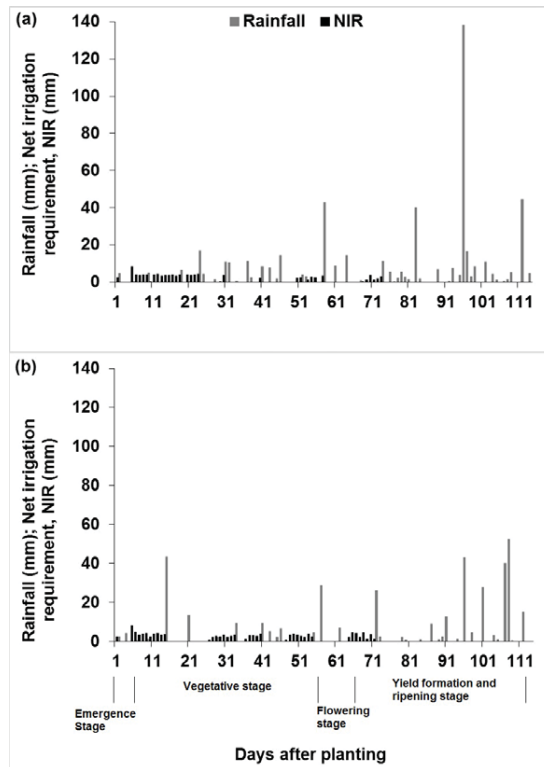 (a)
Rainfall NIR
Rainfall (mm); Net irrigation
requirement, NIR (mm)
140
120
100
80
60
40
20
0
1 11 21 31 41 51 61 71 81 91 101 111
(b)
Rainfall (mm); Net irrigation
requirement, NIR (mm)
140
120
100
80
60
40
20
0
1 11 21 31 41 51 61 71 81 91 101 111
Emergence
Stage
Vegetative stage
Flowering
stage
Yield formation and
ripening stage
Days after planting